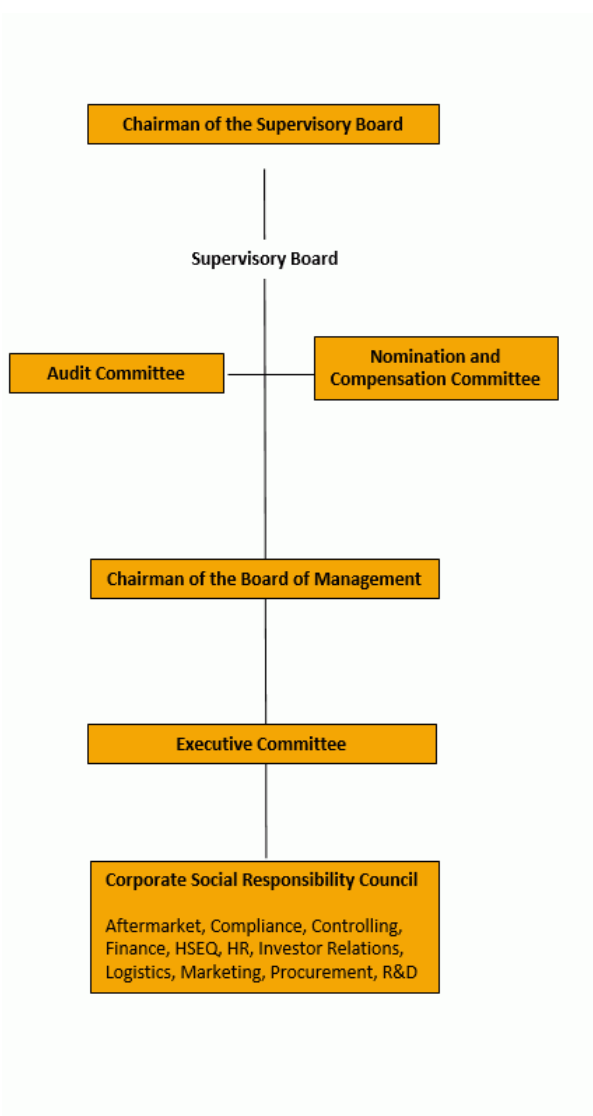 Chairman of the Supervisory Board
Supervisory Board
Audit Committee
Nomination and
Compensation Committee
Chairman of the Board of Management
Executive Committee
Corporate Social Responsibility Council
Aftermarket, Compliance, Controlling,
Finance, HSEQ, HR, Investor Relations,
Logistics, Marketing, Procurement, R&D